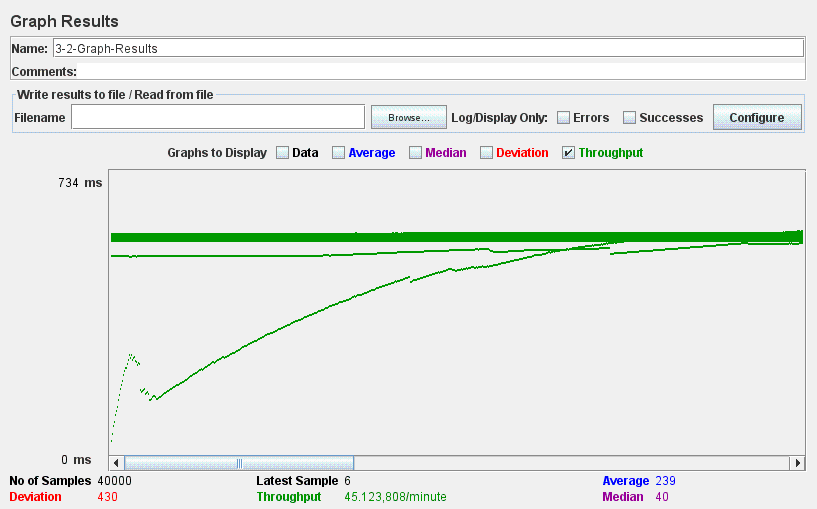 Graph Results
Name: 3-2-Graph-Results
Comments:
Write results to file / Read from file
Filename Browse... Log/Display Only: Errors Successes Configure
Graphs to Display Data Average Median Deviation Throughput
734 ms
0 ms
No of Samples 40000 Latest Sample 6 Average 239
Deviation 430 Throughput 45.123,808/minute Median 40